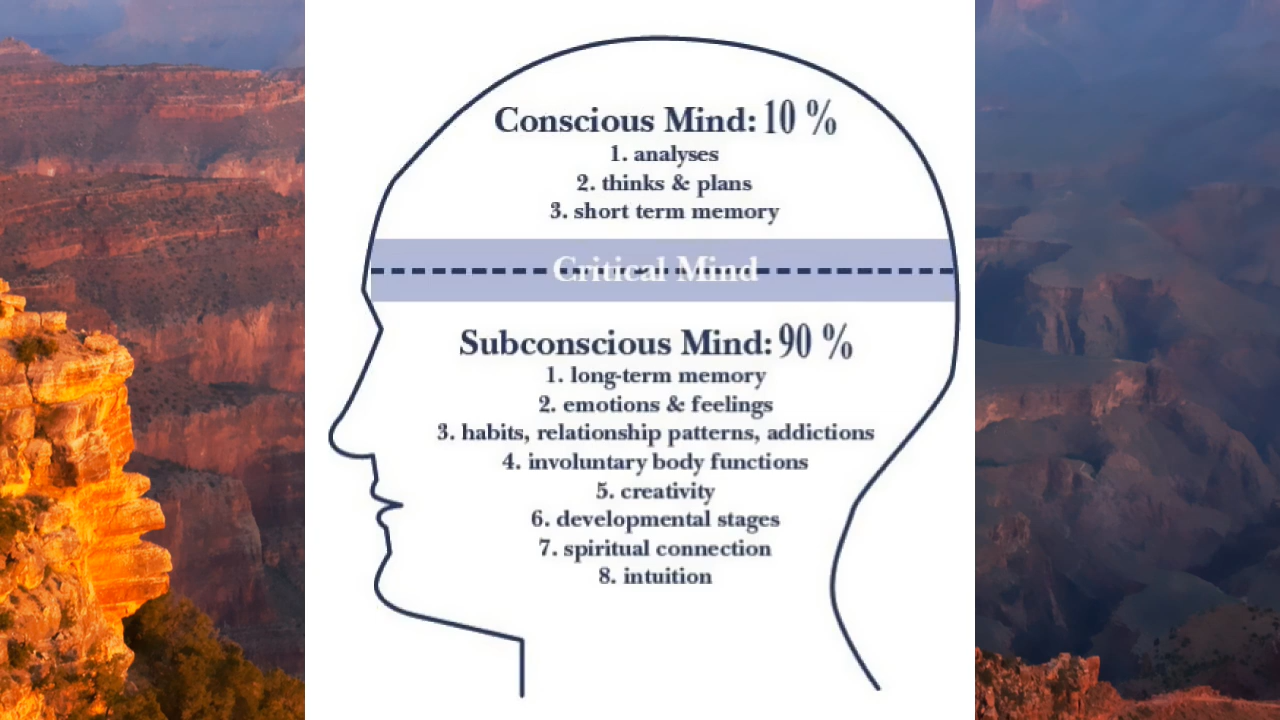 Conscious Mind: 10 %
1. analyses
2. thinks & plans
3. short term memory
Critical Mind
Subconscious Mind: 90 %
1. long-term memory
2. emotions & feelings
3. habits, relationship patterns, addictions
4. involuntary body functions
5. creativity
6. developmental stages
7. spiritual connection
8. intuition